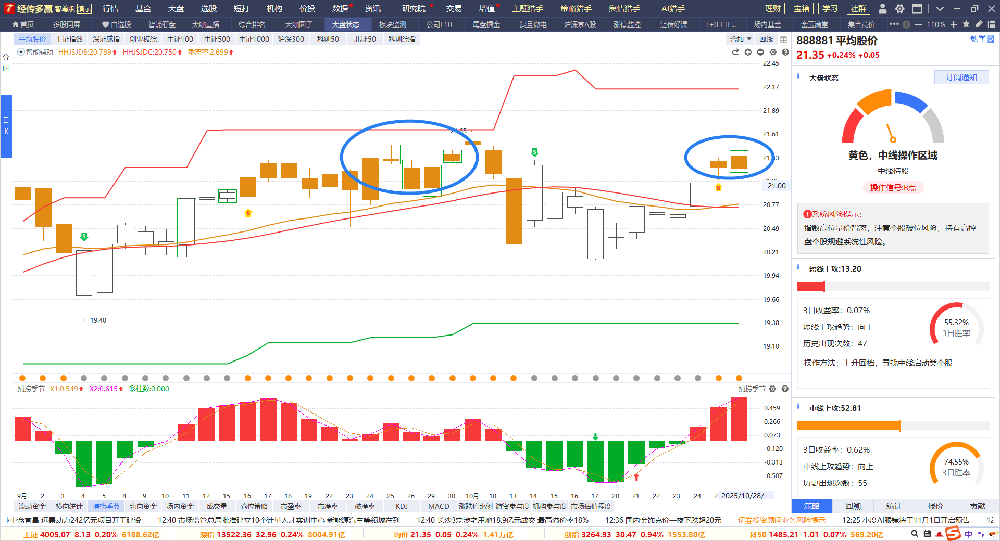 经传多赢 智尊版 演示 行情 基金 大盘 选股 短打 机构 价投 数据 资讯 研究院 交易 增值 主题猎手 策略猎手 舆情猎手 AI猎手 理财 宝箱 学习 社群
首页 多股同屏 自选股 智能盯盘 大咖直播 综合排名 大咖圈子 大盘状态 板块监测 公司F10 尾盘掘金 复旦微电 沪深京A股 涨停监控 经传好课 T+0 ETF... 场内基金 金玉满堂 集合竞价 110%
平均股价 上证指数 深证成指 创业板综 中证100 中证500 中证1000 沪深300 科创50 北证50 科创综指 叠加 画线
分时
日K
智能辅助 HHJSJDB:20.789 HHJSJDC:20.750 乖离率:2.699
22.45
22.17
21.89
21.61
21.33
21.00
20.77
20.49
20.21
19.94
19.66
19.38
19.10
21.65→
←19.40
S
B
S
B
捕捞季节 X1:0.549 X2:0.615 彩柱数:0.000 捕捞季节
0.459
0.266
0.073
-0.120
-0.313
-0.507
9月 2 3 4 5 8 9 10 11 12 15 16 17 18 19 22 23 24 25 26 29 30 10月 10 13 14 15 16 17 20 21 22 23 24 2 2025/10/28/二
流动资金 横向统计 捕捞季节 北向资金 场内资金 成交量 仓位策略 市盈率 市净率 破净率 KDJ MACD 涨跌停比例 游资参与度 机构参与度 市场估值程度
888881 平均股价 教学
21.35 +0.24% +0.05
大盘状态 订阅通知
黄色，中线操作区域
中线持股
操作信号:B点
系统风险提示:
指数高位量价背离，注意个股破位风险，持有高控
盘个股规避系统性风险。
短线上攻:13.20
3日收益率：0.07%
短线上攻趋势：向上
历史出现次数：47
55.32%
3日胜率
操作方法：上升回档，寻找中线启动类个股
中线上攻:52.81
3日收益率：0.62%
中线上攻趋势：向上
历史出现次数：55
74.55%
3日胜率
策略 回溯 统计 报价 贡献
业重仓宜昌 远景动力242亿元项目开工建设 12:40 市场监管总局批准建立10个计量人才实训中心 新能源汽车等领域在列 12:40 长沙3宗涉宅用地18.9亿元成交 最高溢价率18% 12:36 国内金饰克价一夜下跌超20元 证券投资顾问业务风险提示 12:25 小度AI眼镜将于11月1日开启预售 12
上证 4005.07 8.13 0.20% 6188.62亿 深指 13522.36 32.96 0.24% 8004.91亿 均价 21.35 0.05 0.24% 1.41万亿 创指 3264.93 30.47 0.94% 1553.80亿 科50 1485.21 1.01 0.07% 569.20亿 中